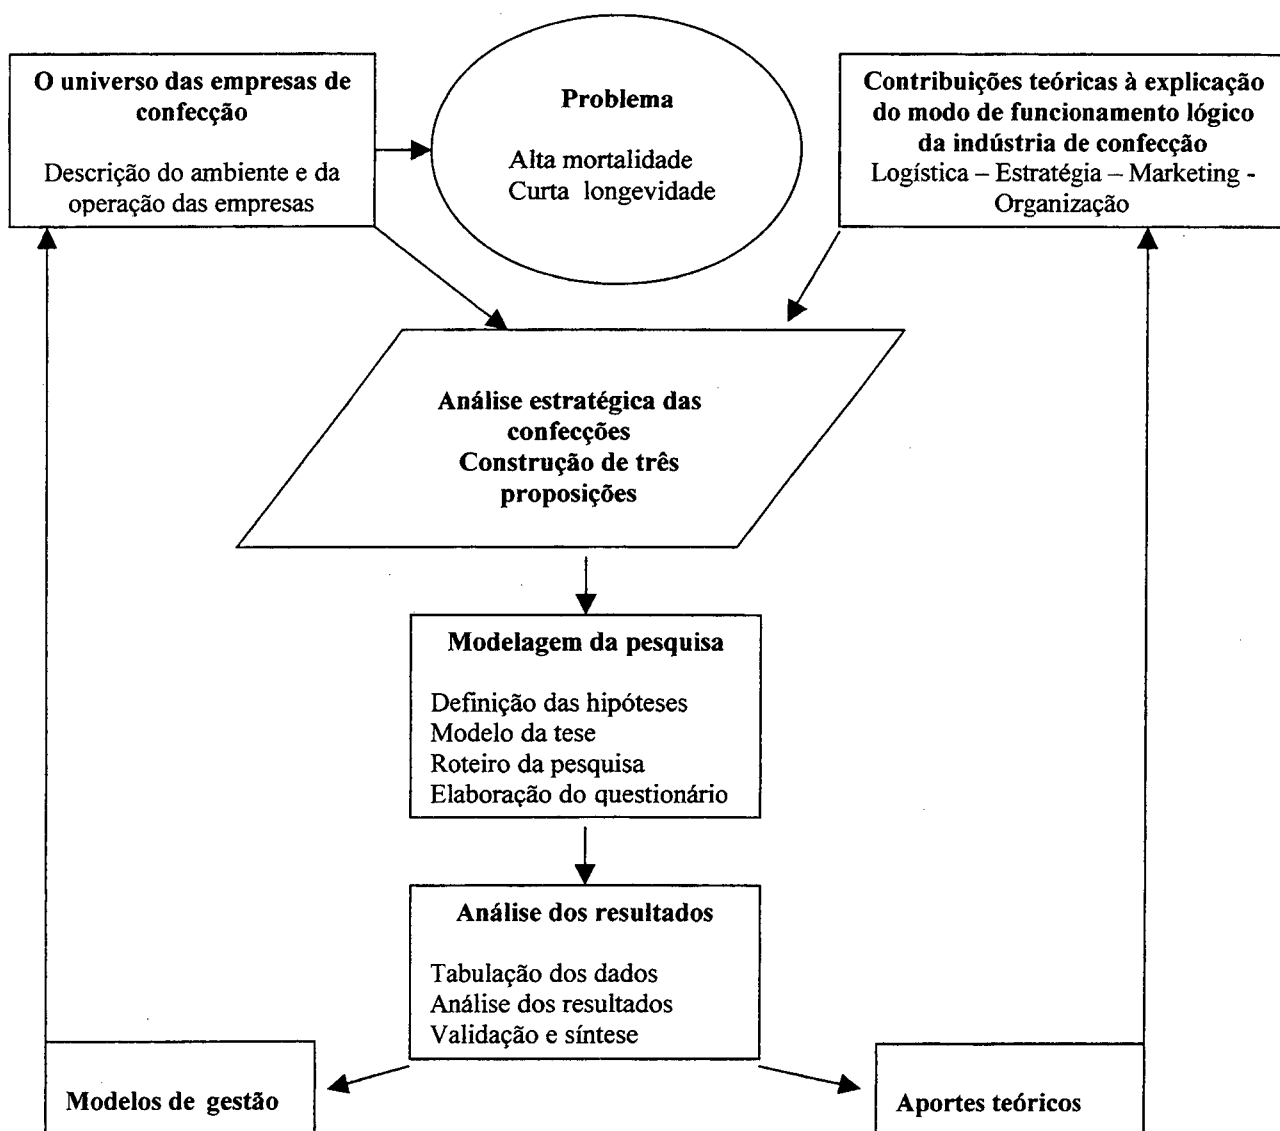 O universo das empresas de
confecção
Descrição do ambiente e da
operação das empresas
Problema
Alta mortalidade
Curta longevidade
Contribuições teóricas à explicação
do modo de funcionamento lógico
da indústria de confecção
Logística – Estratégia – Marketing -
Organização
Análise estratégica das
confecções
Construção de três
proposições
Modelagem da pesquisa
Definição das hipóteses
Modelo da tese
Roteiro da pesquisa
Elaboração do questionário
Análise dos resultados
Tabulação dos dados
Análise dos resultados
Validação e síntese
Modelos de gestão
Aportes teóricos